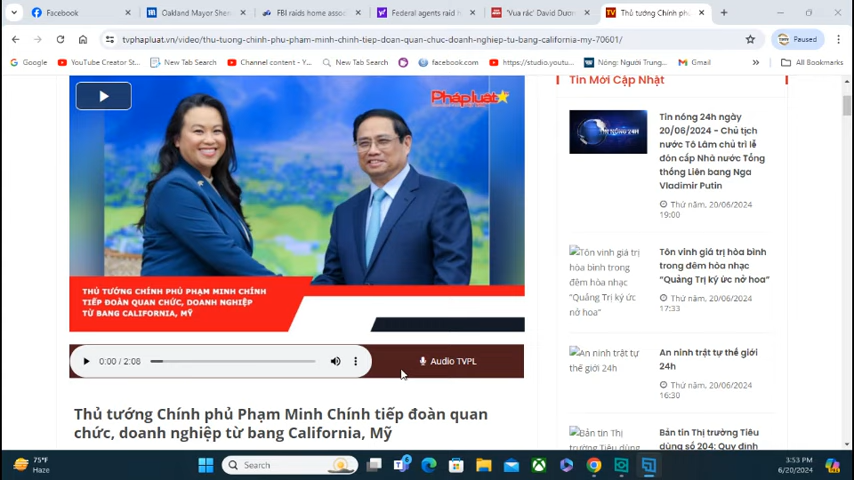 Facebook
Oakland Mayor Shen
FBI raids home assoc
Federal agents raid h
'Vua rác' David Dươn
Thủ tướng Chính ph
tvphapluat.vn/video/thu-tuong-chinh-phu-pham-minh-chinh-tiep-doan-quan-chuc-doanh-nghiep-tu-bang-california-my-70601/
Paused
Google
YouTube Creator St...
New Tab Search
Channel content - Y...
New Tab Search
facebook.com
https://studio.youtu...
Nóng: Người Trung...
Gmail
All Bookmarks
Phápluật
THỦ TƯỚNG CHÍNH PHỦ PHẠM MINH CHÍNH
TIẾP ĐOÀN QUAN CHỨC, DOANH NGHIỆP
TỪ BANG CALIFORNIA, MỸ
0:00 / 2:08
Audio TVPL
Thủ tướng Chính phủ Phạm Minh Chính tiếp đoàn quan
chức, doanh nghiệp từ bang California, Mỹ
Tin Mới Cập Nhật
TIN NÓNG 24H
Tin nóng 24h ngày
20/06/2024 - Chủ tịch
nước Tô Lâm chủ trì lễ
đón cấp Nhà nước Tổng
thống Liên bang Nga
Vladimir Putin
Thứ năm, 20/06/2024
19:00
Tôn vinh giá trị
hòa bình trong
đêm hòa nhạc
"Quảng Trị ký
ức nơ hoa"
Tôn vinh giá trị hòa bình
trong đêm hòa nhạc
"Quảng Trị ký ức nở hoa"
Thứ năm, 20/06/2024
17:33
An ninh trật tự
thế giới 24h
An ninh trật tự thế giới
24h
Thứ năm, 20/06/2024
16:30
Bản tin Thị
trường Tiêu
Bản tin Thị trường Tiêu
dùng số 204: Quy định
75°F
Haze
Search
3:53 PM
6/20/2024